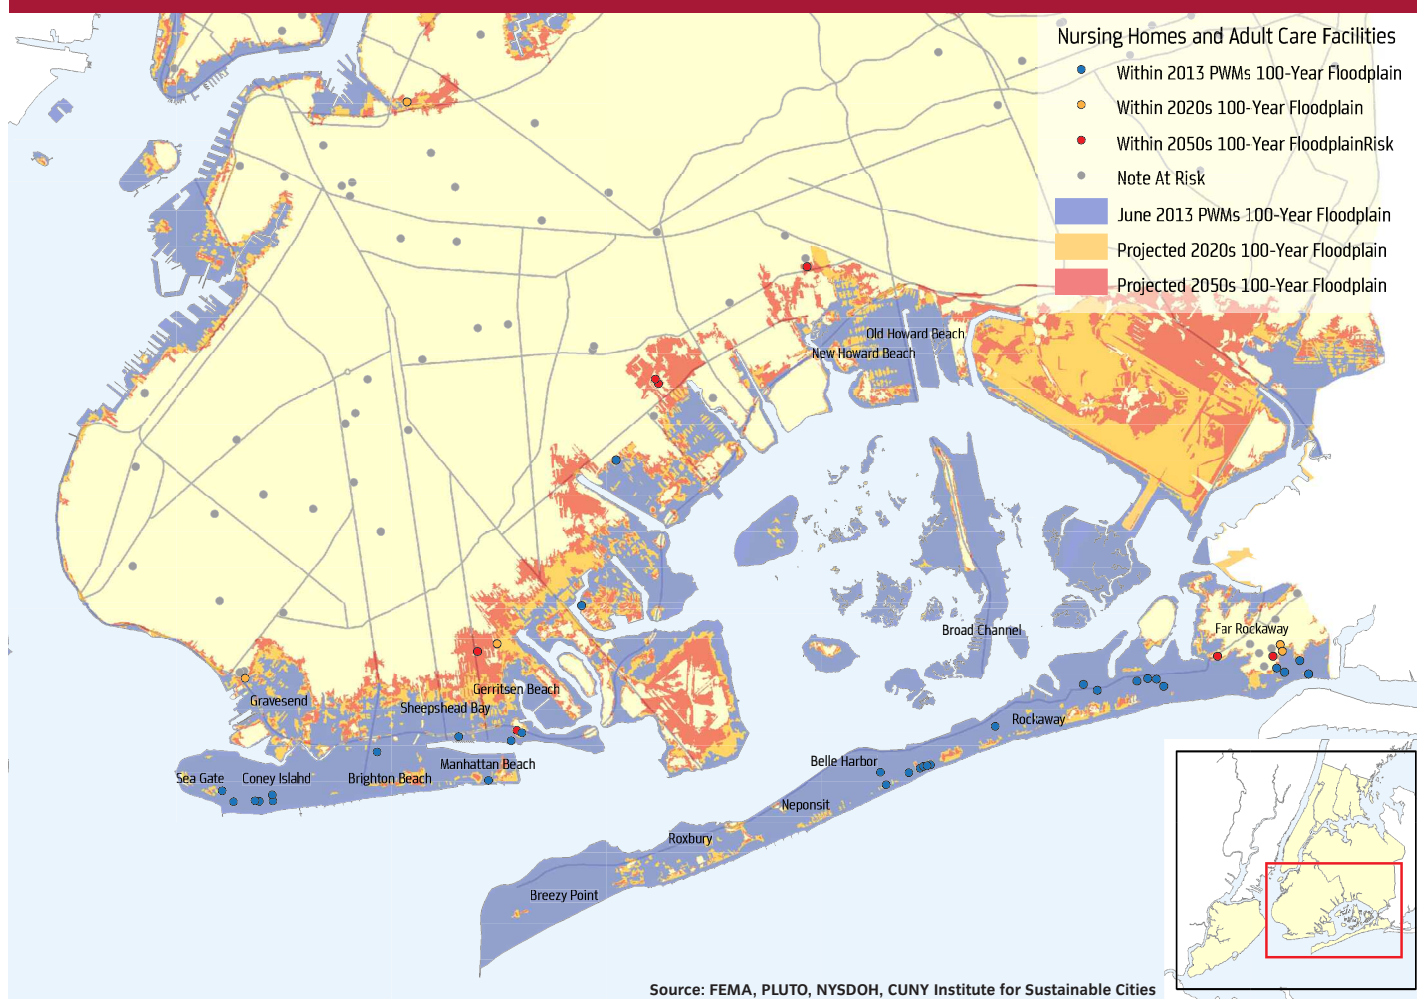 Nursing Homes and Adult Care Facilities
Within 2013 PWMs 100-Year Floodplain
Within 2020s 100-Year Floodplain
Within 2050s 100-Year FloodplainRisk
Note At Risk
June 2013 PWMs 100-Year Floodplain
Projected 2020s 100-Year Floodplain
Projected 2050s 100-Year Floodplain
Old Howard Beach
New Howard Beach
Broad Channel
Far Rockaway
Gerritsen Beach
Gravesend
Sheepshead Bay
Rockaway
Manhattan Beach
Belle Harbor
Sea Gate
Coney Island
Brighton Beach
Neponsit
Roxbury
Breezy Point
Source: FEMA, PLUTO, NYSDOH, CUNY Institute for Sustainable Cities